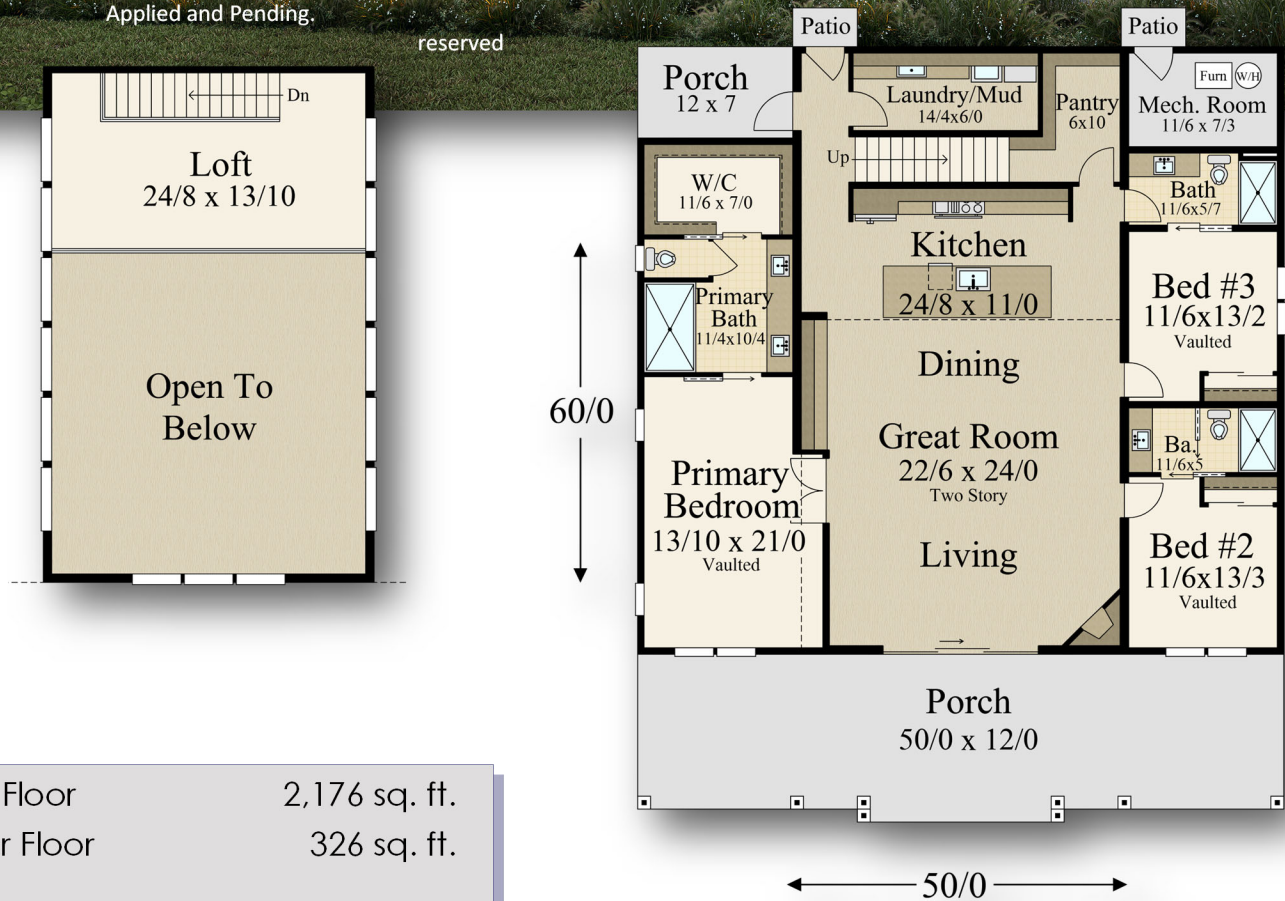 Applied and Pending.
reserved
Dn
Loft
24/8 x 13/10
Open To
Below
Patio
Patio
Porch
12 x 7
Laundry/Mud
14/4x6/0
Pantry
6x10
Furn
W/H
Mech. Room
11/6 x 7/3
Up
W/C
11/6 x 7/0
Bath
11/6x5/7
Kitchen
24/8 x 11/0
Primary
Bath
11/4x10/4
Bed #3
11/6x13/2
Vaulted
Dining
60/0
Great Room
22/6 x 24/0
Two Story
Ba.
11/6x5
Primary
Bedroom
13/10 x 21/0
Vaulted
Living
Bed #2
11/6x13/3
Vaulted
Porch
50/0 x 12/0
50/0
Floor 2,176 sq. ft.
r Floor 326 sq. ft.